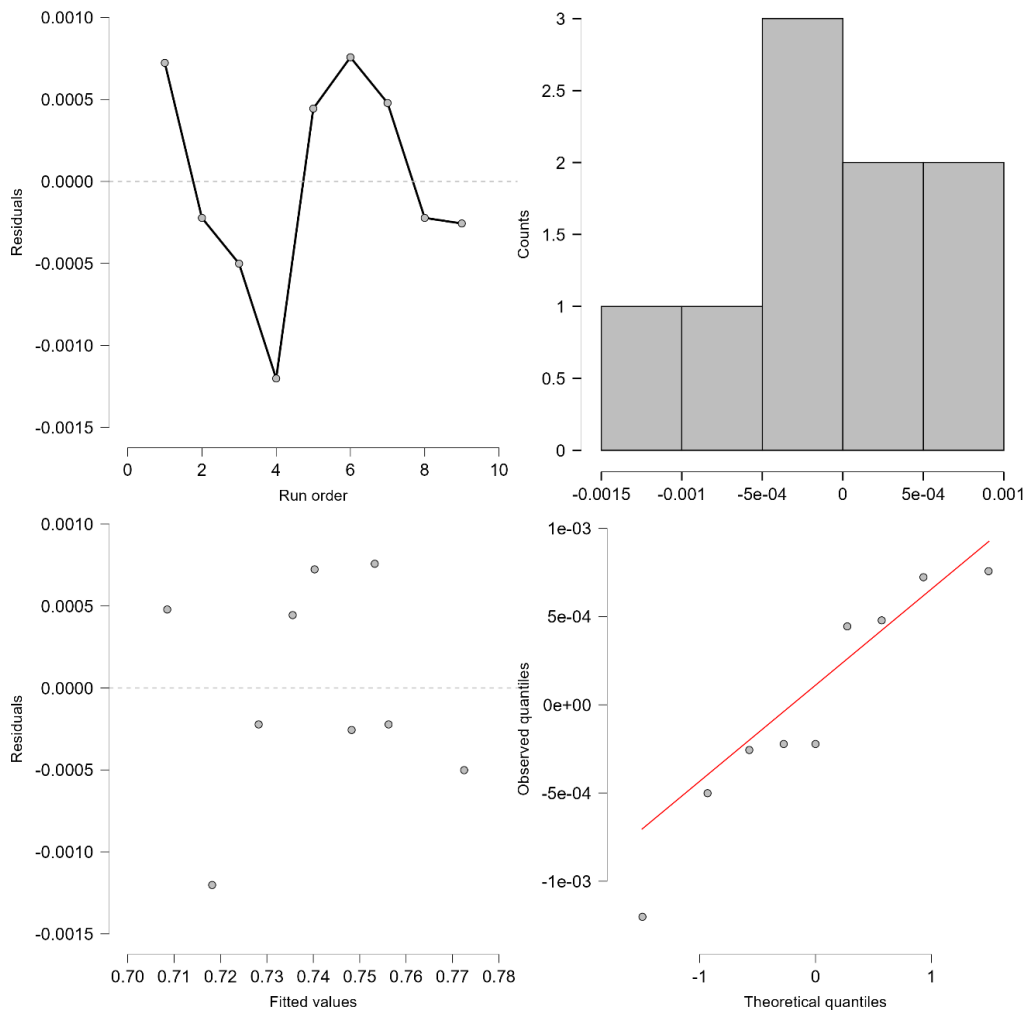 0.0010
0.0005
0.0000
-0.0005
-0.0010
-0.0015
Residuals
0 2 4 6 8 10
Run order
3
2.5
2
1.5
1
0.5
0
Counts
-0.0015 -0.001 -5e-04 0 5e-04 0.001
0.0010
0.0005
0.0000
-0.0005
-0.0010
-0.0015
Residuals
0.70 0.71 0.72 0.73 0.74 0.75 0.76 0.77 0.78
Fitted values
1e-03
5e-04
0e+00
-5e-04
-1e-03
Observed quantiles
-1 0 1
Theoretical quantiles